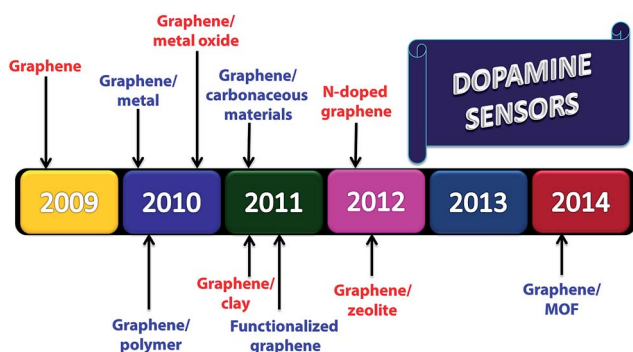 Graphene
Graphene/
metal
Graphene/
metal oxide
Graphene/
carbonaceous
materials
N-doped
graphene
DOPAMINE
SENSORS
2009
2010
2011
2012
2013
2014
Graphene/
polymer
Graphene/
clay
Functionalized
graphene
Graphene/
zeolite
Graphene/
MOF